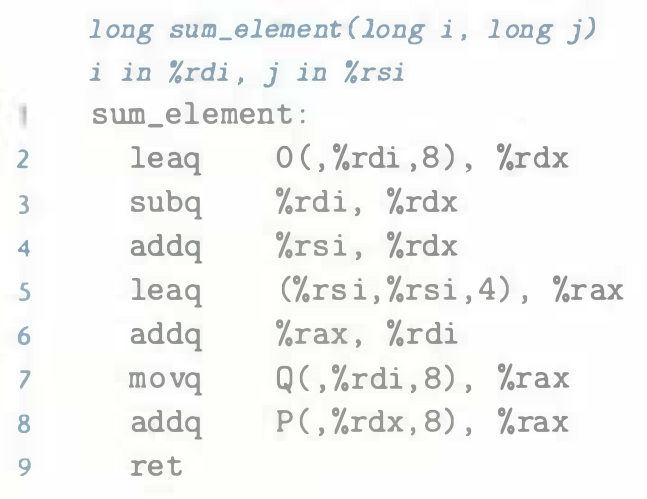 long sum_element(long i, long j)
i in %rdi, j in %rsi
1 sum_element:
2 leaq 0(,%rdi,8), %rdx
3 subq %rdi, %rdx
4 addq %rsi, %rdx
5 leaq (%rsi,%rsi,4), %rax
6 addq %rax, %rdi
7 movq Q(,%rdi,8), %rax
8 addq P(,%rdx,8), %rax
9 ret